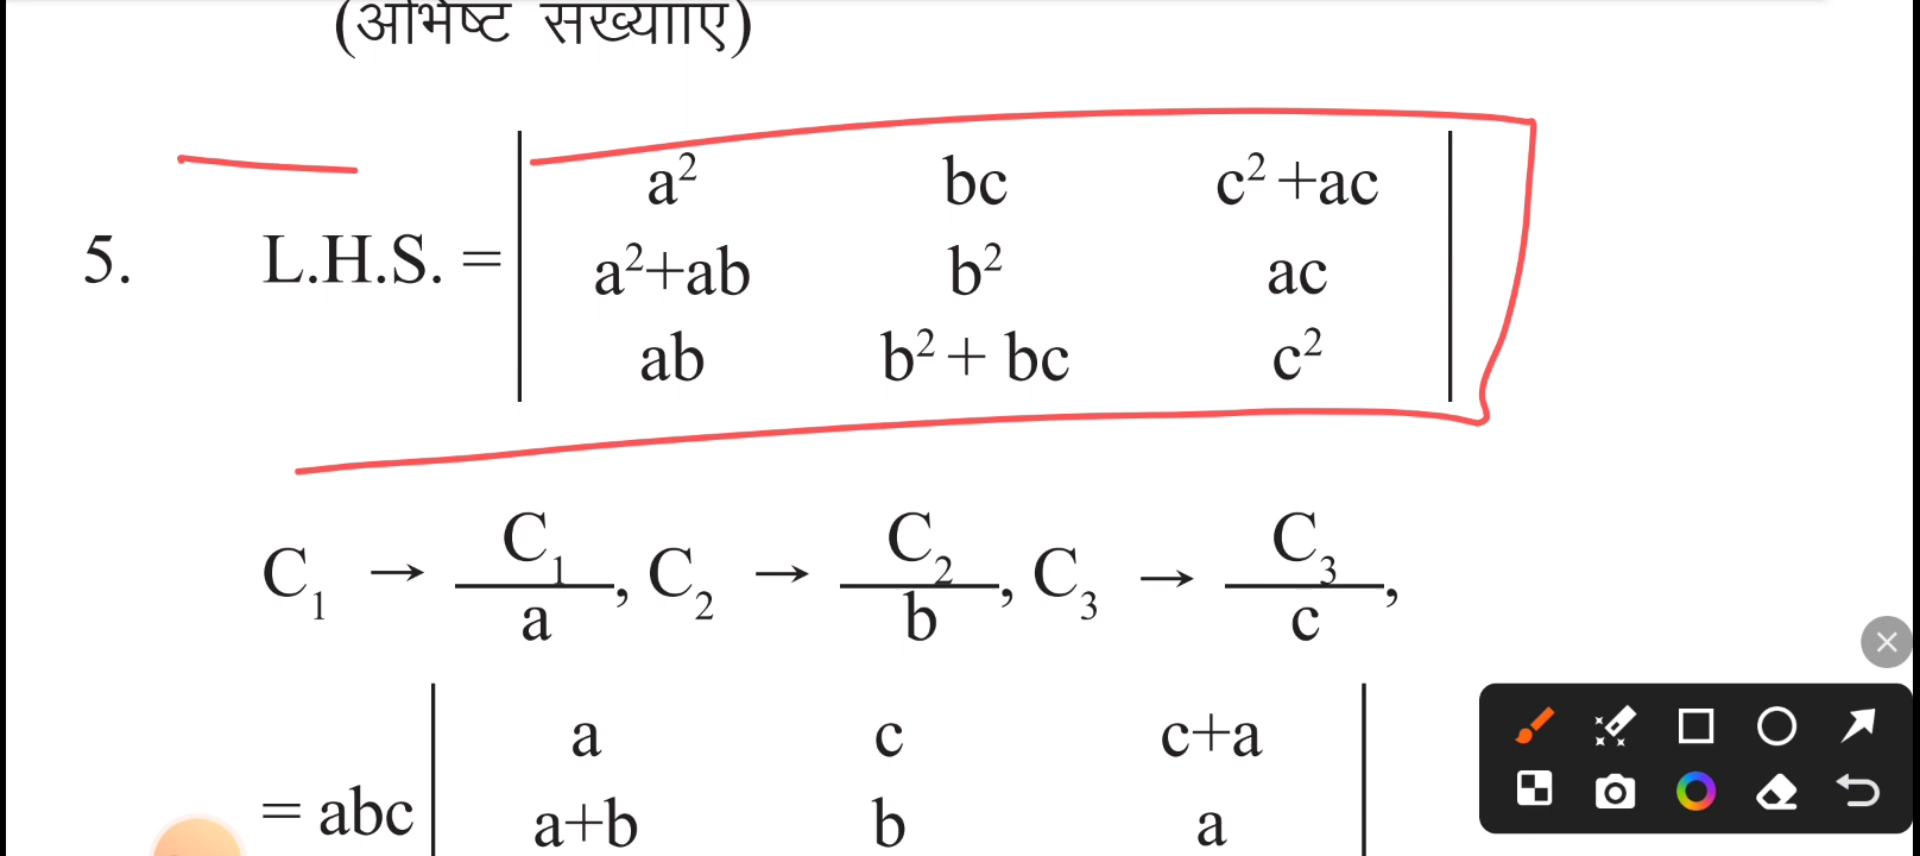 (अभिष्ट संख्याएि)
5. L.H.S. = | a² bc c²+ac |
| a²+ab b² ac |
| ab b²+ bc c² |
C₁ → C₁/a, C₂ → C₂/b, C₃ → C₃/c,
= abc | a c c+a |
| a+b b a |